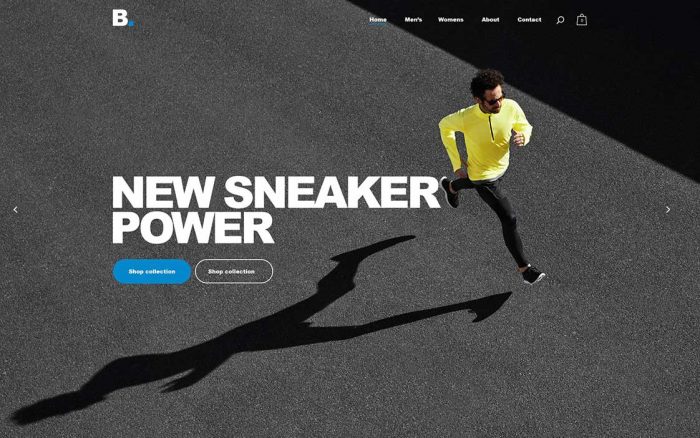 B.
Home Men's Womens About Contact
0
NEW SNEAKER
POWER
Shop collection Shop collection